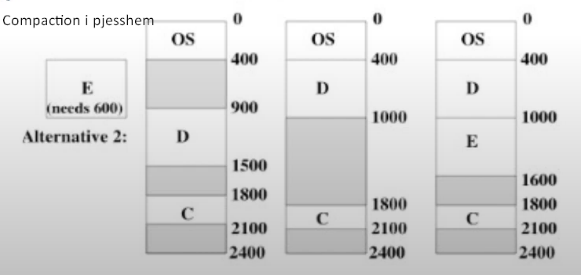 Compaction i pjesshem
E
(needs 600)
Alternative 2:
OS
D
C
0
400
900
1500
1800
2100
2400
OS
D
C
0
400
1000
1800
2100
2400
OS
D
E
C
0
400
1000
1600
1800
2100
2400